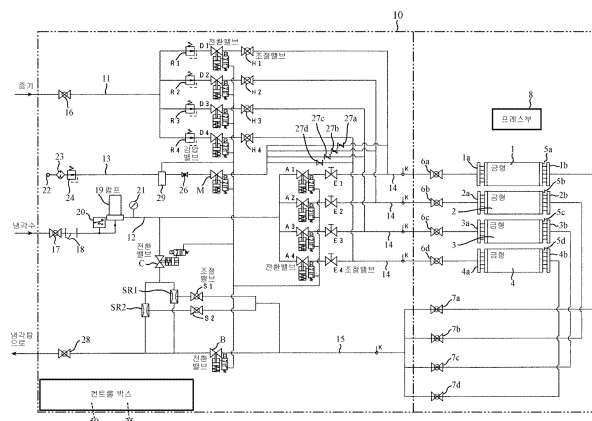 10
전환밸브
D1
조절밸브
R1
H1
증기
11
D2
R2
H2
16
D3
R3
H3
D4
R4
H4
감압
밸브
27d
27c
27b
27a
23
13
22
24
29
26
M
19
펌프
21
20
냉각수
17
18
12
A1
E1
14
A2
E2
14
A3
E3
14
A4
E4
14
전환밸브
조절밸브
K
전환
밸브
C
조절
밸브
S1
SR1
S2
SR2
냉각탑
으로
28
B
전환
밸브
15
K
컨트롤 박스
8
프레스부
6a
1a
금형
1
5a
1b
6b
2a
금형
2
5b
2b
6c
3a
금형
3
5c
3b
6d
4a
금형
4
5d
4b
7a
7b
7c
7d